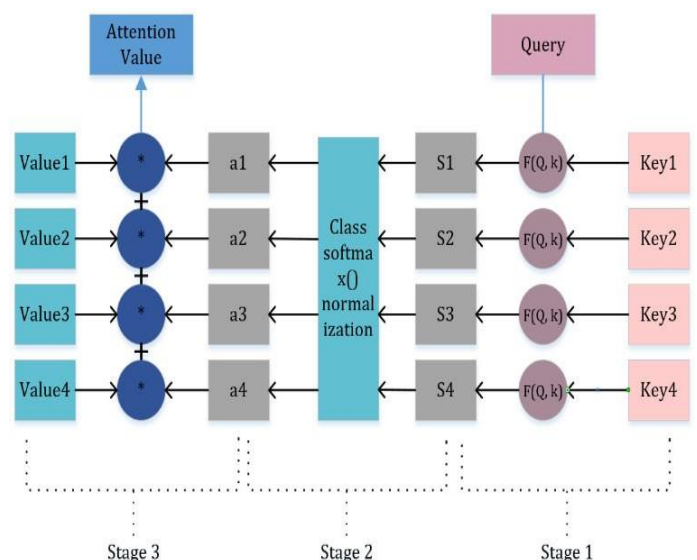 Attention
Value
Query
Value1
*
a1
S1
F(Q, k)
Key1
+
Value2
*
a2
Class
softma
x()
normal
ization
S2
F(Q, k)
Key2
+
Value3
*
a3
S3
F(Q, k)
Key3
+
Value4
*
a4
S4
F(Q, k)
Key4
Stage 3
Stage 2
Stage 1